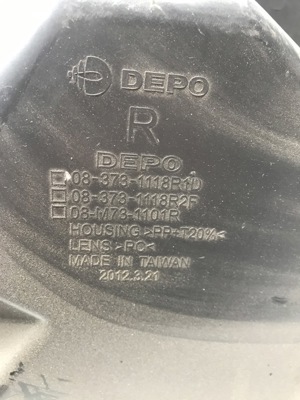 DEPO
R
DEPO
08-373-1118R1D
08-373-1118R2F
08-M73-1101R
HOUSING >PP+T20%<
LENS >PC<
MADE IN TAIWAN
2012.3.21